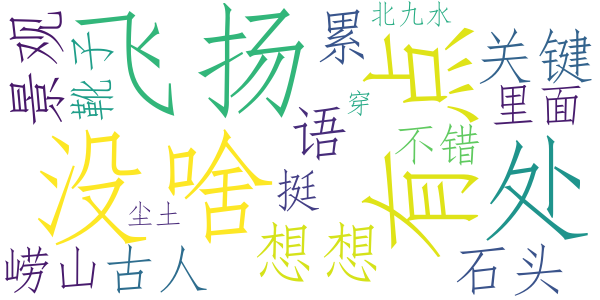 景观
靴子
飞扬
累
北九水
有点
关键
里面
穿
语
不错
没啥
挺
处
尘土
想想
崂山
古人
石头